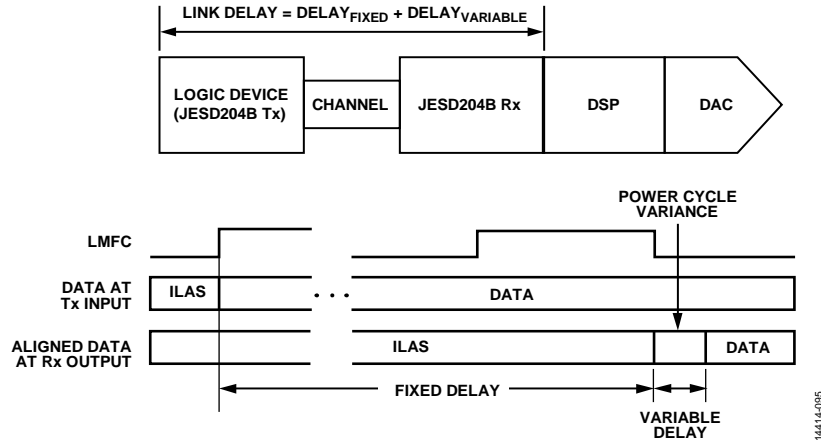 LINK DELAY = DELAYFIXED + DELAYVARIABLE
LOGIC DEVICE
(JESD204B Tx)
CHANNEL
JESD204B Rx
DSP
DAC
POWER CYCLE
VARIANCE
LMFC
DATA AT
Tx INPUT
ILAS
DATA
ALIGNED DATA
AT Rx OUTPUT
ILAS
DATA
FIXED DELAY
VARIABLE
DELAY
14414-095